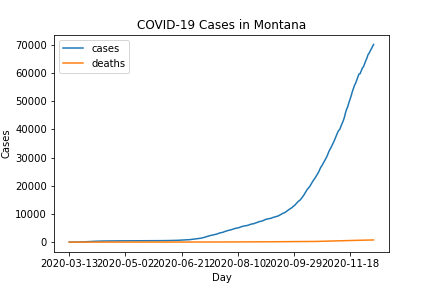 COVID-19 Cases in Montana
cases
deaths
70000
60000
50000
40000
30000
20000
10000
0
Cases
2020-03-13 2020-05-02 2020-06-21 2020-08-10 2020-09-29 2020-11-18
Day